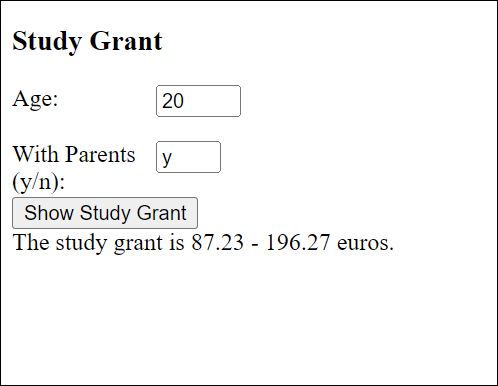 Study Grant
Age: 20
With Parents y
(y/n):
Show Study Grant
The study grant is 87.23 - 196.27 euros.